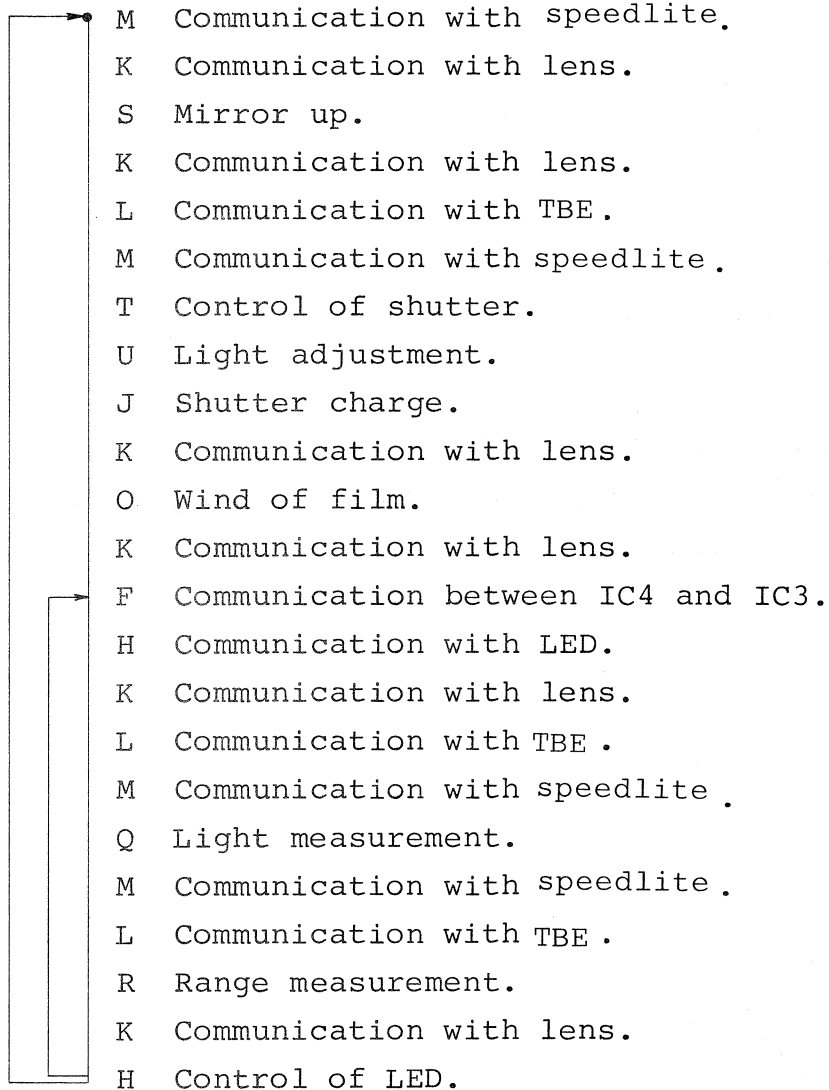 M Communication with speedlite.
K Communication with lens.
S Mirror up.
K Communication with lens.
L Communication with TBE.
M Communication with speedlite.
T Control of shutter.
U Light adjustment.
J Shutter charge.
K Communication with lens.
O Wind of film.
K Communication with lens.
F Communication between IC4 and IC3.
H Communication with LED.
K Communication with lens.
L Communication with TBE.
M Communication with speedlite.
Q Light measurement.
M Communication with speedlite.
L Communication with TBE.
R Range measurement.
K Communication with lens.
H Control of LED.